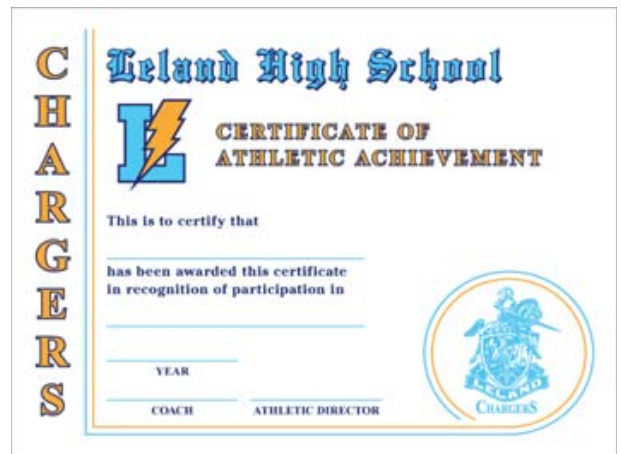 CHARGERS
Leland High School
L
CERTIFICATE OF
ATHLETIC ACHIEVEMENT
This is to certify that
has been awarded this certificate
in recognition of participation in
YEAR
COACH ATHLETIC DIRECTOR
LELAND
CHARGERS